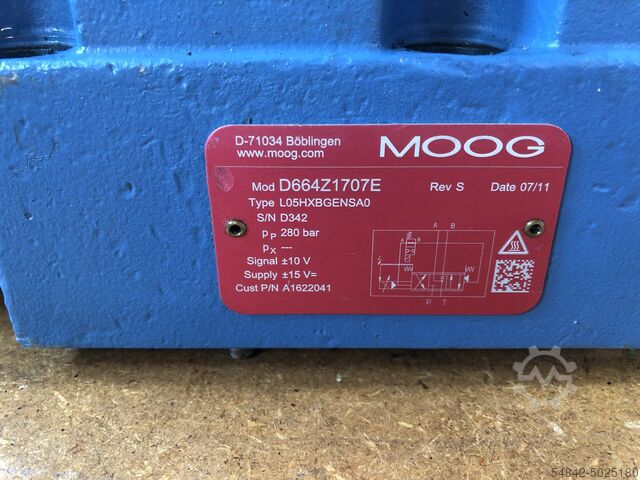 D-71034 Böblingen
www.moog.com
MOOG
Mod D664Z1707E Rev S Date 07/11
Type L05HXBGENSA0
S/N D342
pP 280 bar
pX ---
Signal ±10 V
Supply ±15 V=
Cust P/N A1622041
A B
P T
54842-5025180